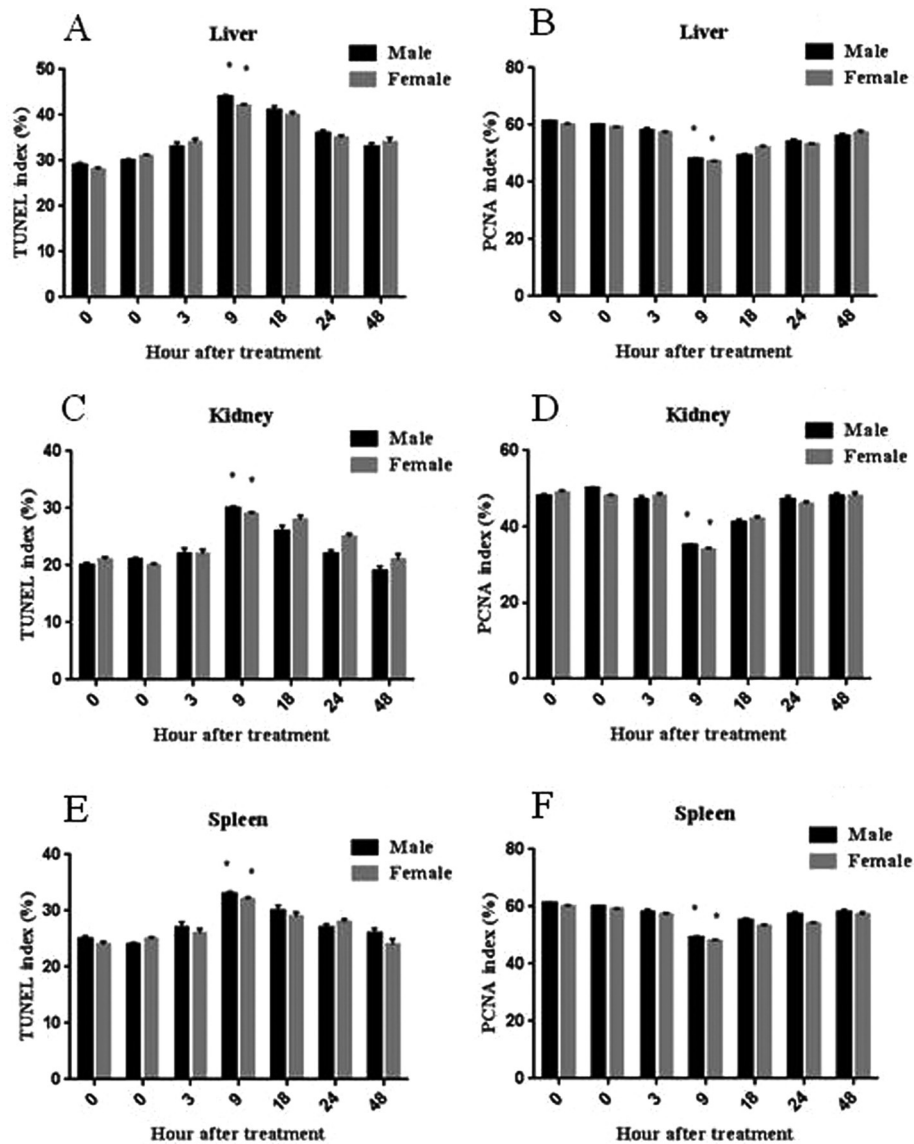 A
Liver
Male
Female
* *
TUNEL index (%)
50
40
30
20
10
0
0 0 3 9 18 24 48
Hour after treatment
B
Liver
Male
Female
* *
PCNA index (%)
80
60
40
20
0
0 0 3 9 18 24 48
Hour after treatment
C
Kidney
Male
Female
* *
TUNEL index (%)
40
30
20
10
0
0 0 3 9 18 24 48
Hour after treatment
D
Kidney
Male
Female
* *
PCNA index (%)
60
40
20
0
0 0 3 9 18 24 48
Hour after treatment
E
Spleen
Male
Female
* *
TUNEL index (%)
40
30
20
10
0
0 0 3 9 18 24 48
Hour after treatment
F
Spleen
Male
Female
* *
PCNA index (%)
80
60
40
20
0
0 0 3 9 18 24 48
Hour after treatment